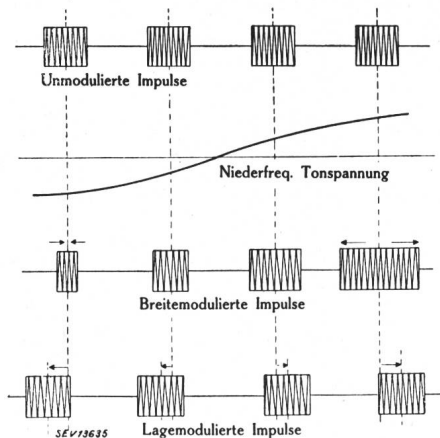 Unmodulierte Impulse
Niederfreq. Tonspannung
Breitemodulierte Impulse
SEV13635
Lagemodulierte Impulse